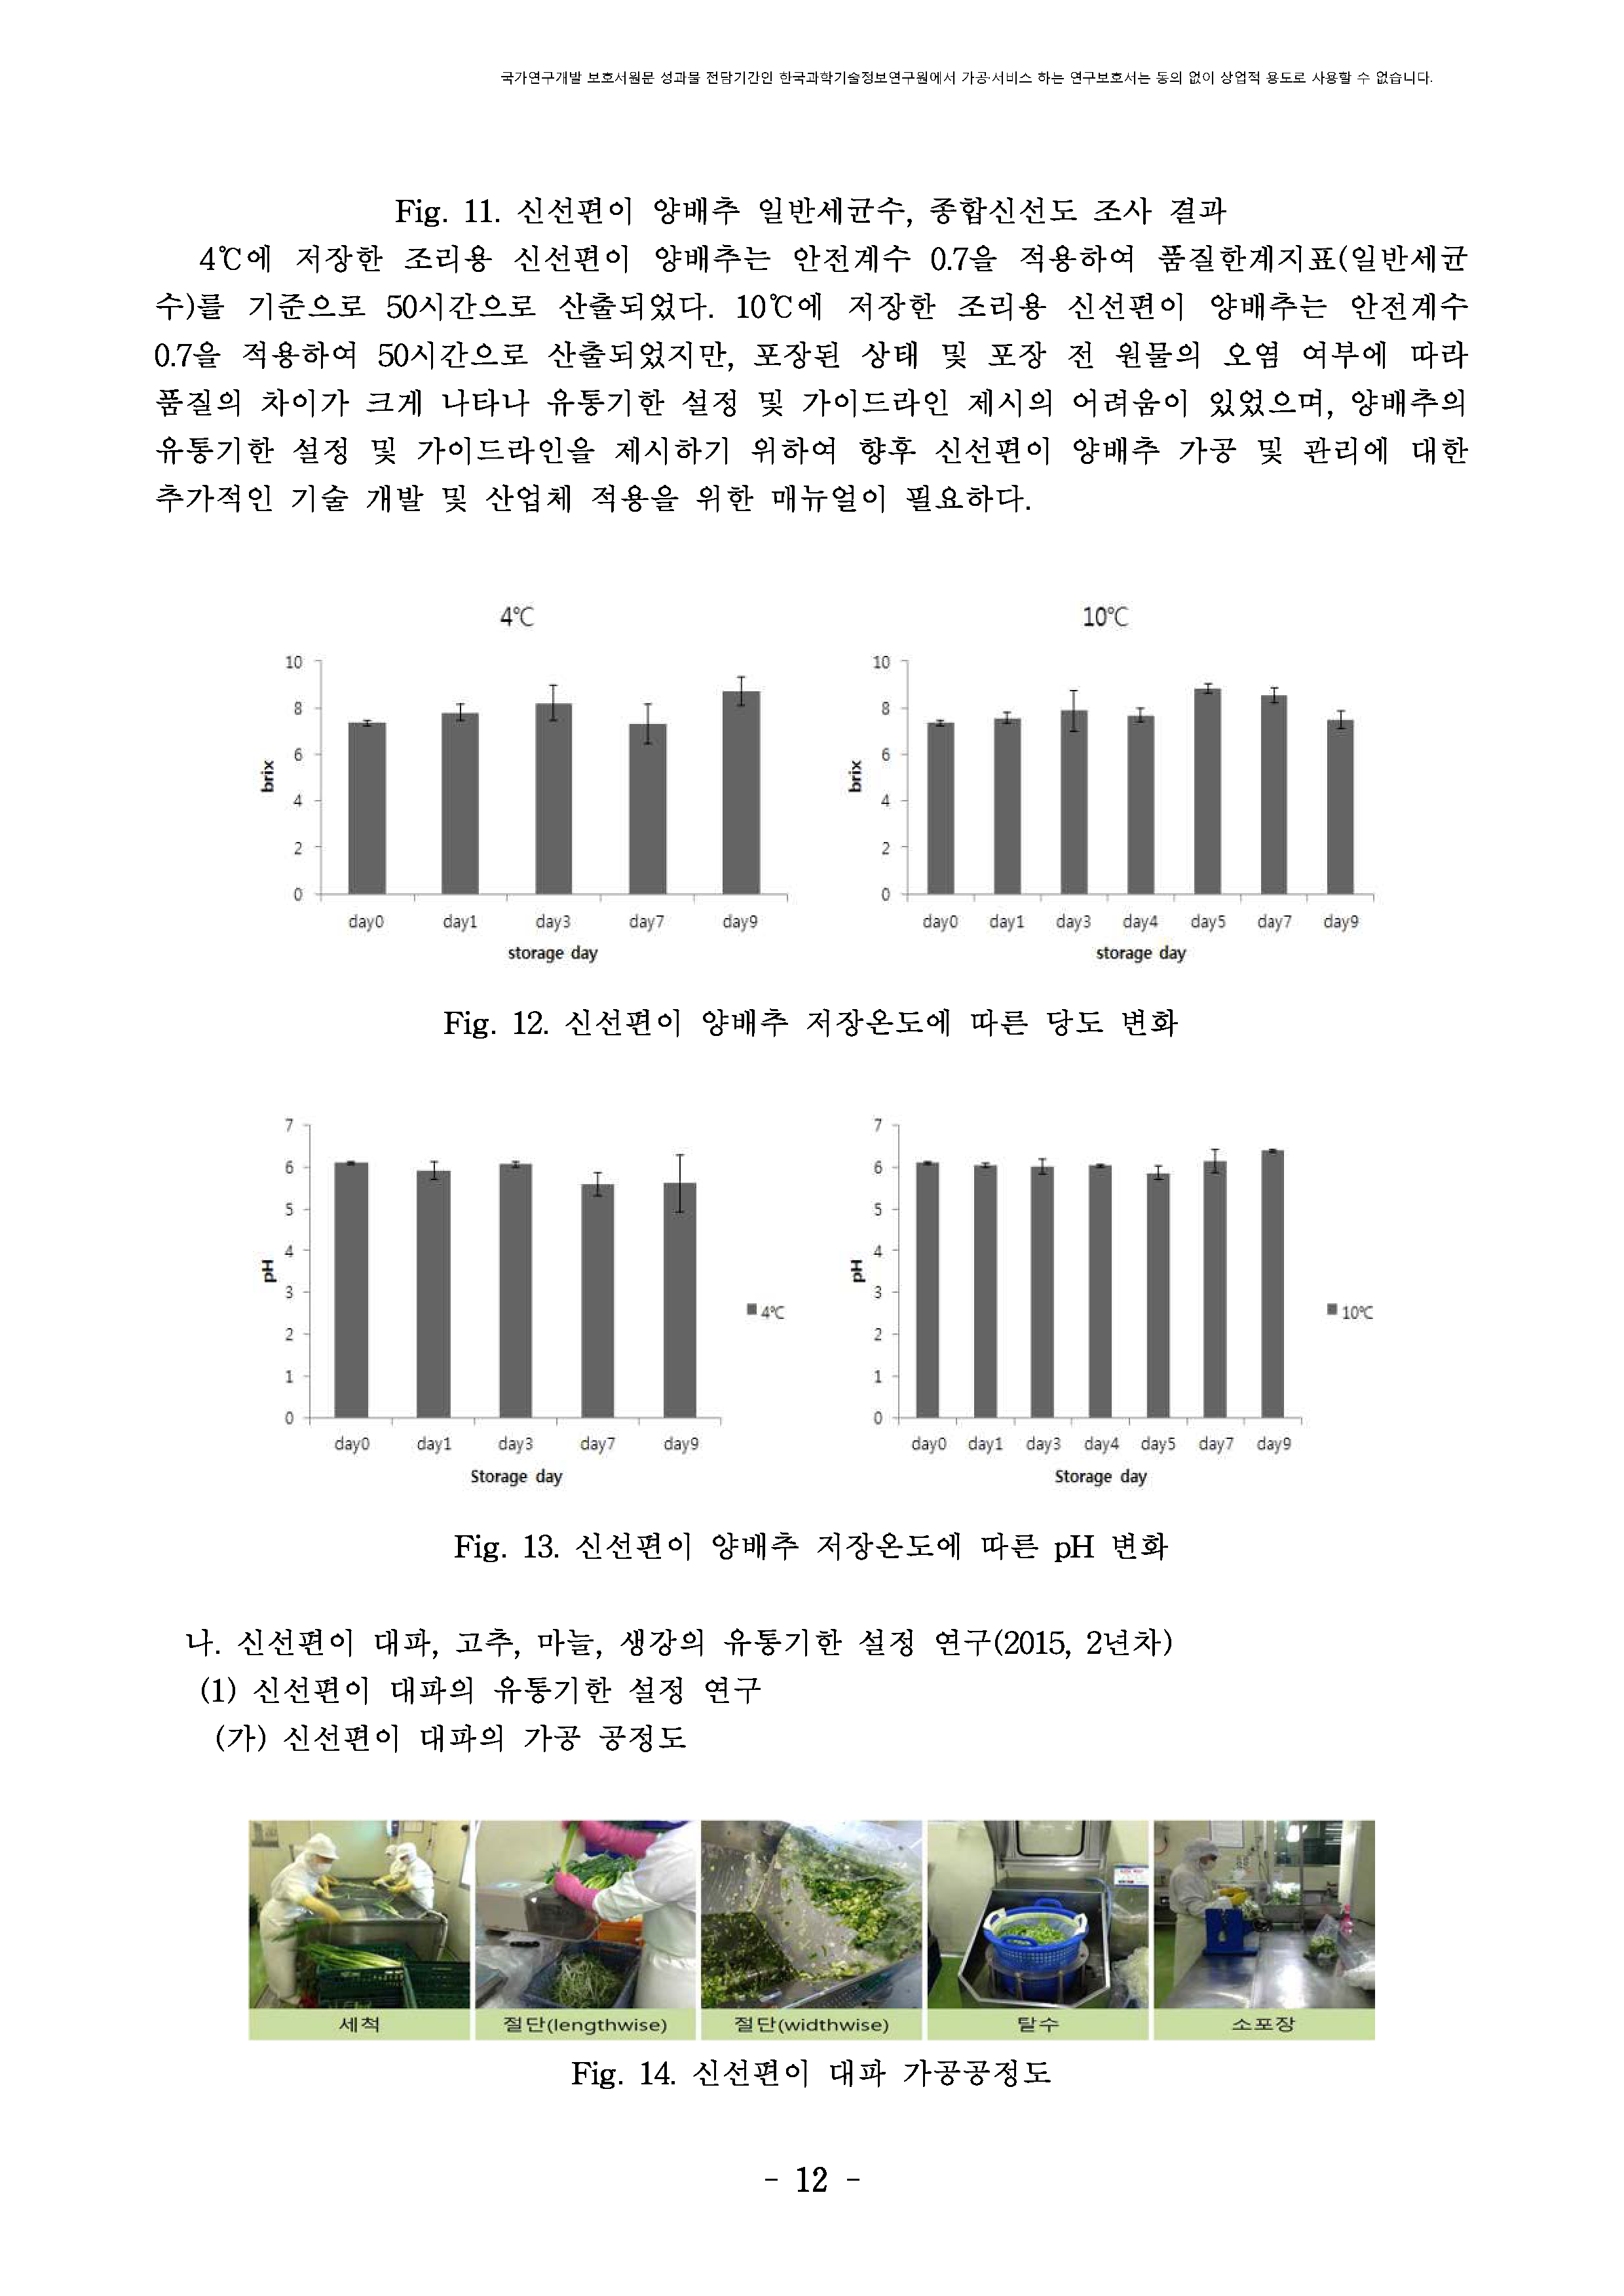 국가연구개발 보호서원문 성과물 전담기간인 한국과학기술정보연구원에서 가공·서비스 하는 연구보호서는 동의 없이 상업적 용도로 사용할 수 없습니다.
Fig. 11. 신선편이 양배추 일반세균수, 종합신선도 조사 결과
4℃에 저장한 조리용 신선편이 양배추는 안전계수 0.7을 적용하여 품질한계지표(일반세균
수)를 기준으로 50시간으로 산출되었다. 10℃에 저장한 조리용 신선편이 양배추는 안전계수
0.7을 적용하여 50시간으로 산출되었지만, 포장된 상태 및 포장 전 원물의 오염 여부에 따라
품질의 차이가 크게 나타나 유통기한 설정 및 가이드라인 제시의 어려움이 있었으며, 양배추의
유통기한 설정 및 가이드라인을 제시하기 위하여 향후 신선편이 양배추 가공 및 관리에 대한
추가적인 기술 개발 및 산업체 적용을 위한 매뉴얼이 필요하다.
4℃
10
8
6
4
2
0
brix
day0 day1 day3 day7 day9
storage day
10℃
10
8
6
4
2
0
brix
day0 day1 day3 day4 day5 day7 day9
storage day
Fig. 12. 신선편이 양배추 저장온도에 따른 당도 변화
7
6
5
4
3
2
1
0
pH
4℃
day0 day1 day3 day7 day9
Storage day
7
6
5
4
3
2
1
0
pH
10℃
day0 day1 day3 day4 day5 day7 day9
Storage day
Fig. 13. 신선편이 양배추 저장온도에 따른 pH 변화
나. 신선편이 대파, 고추, 마늘, 생강의 유통기한 설정 연구(2015, 2년차)
(1) 신선편이 대파의 유통기한 설정 연구
(가) 신선편이 대파의 가공 공정도
세척 절단(lengthwise) 절단(widthwise) 탈수 소포장
Fig. 14. 신선편이 대파 가공공정도
- 12 -